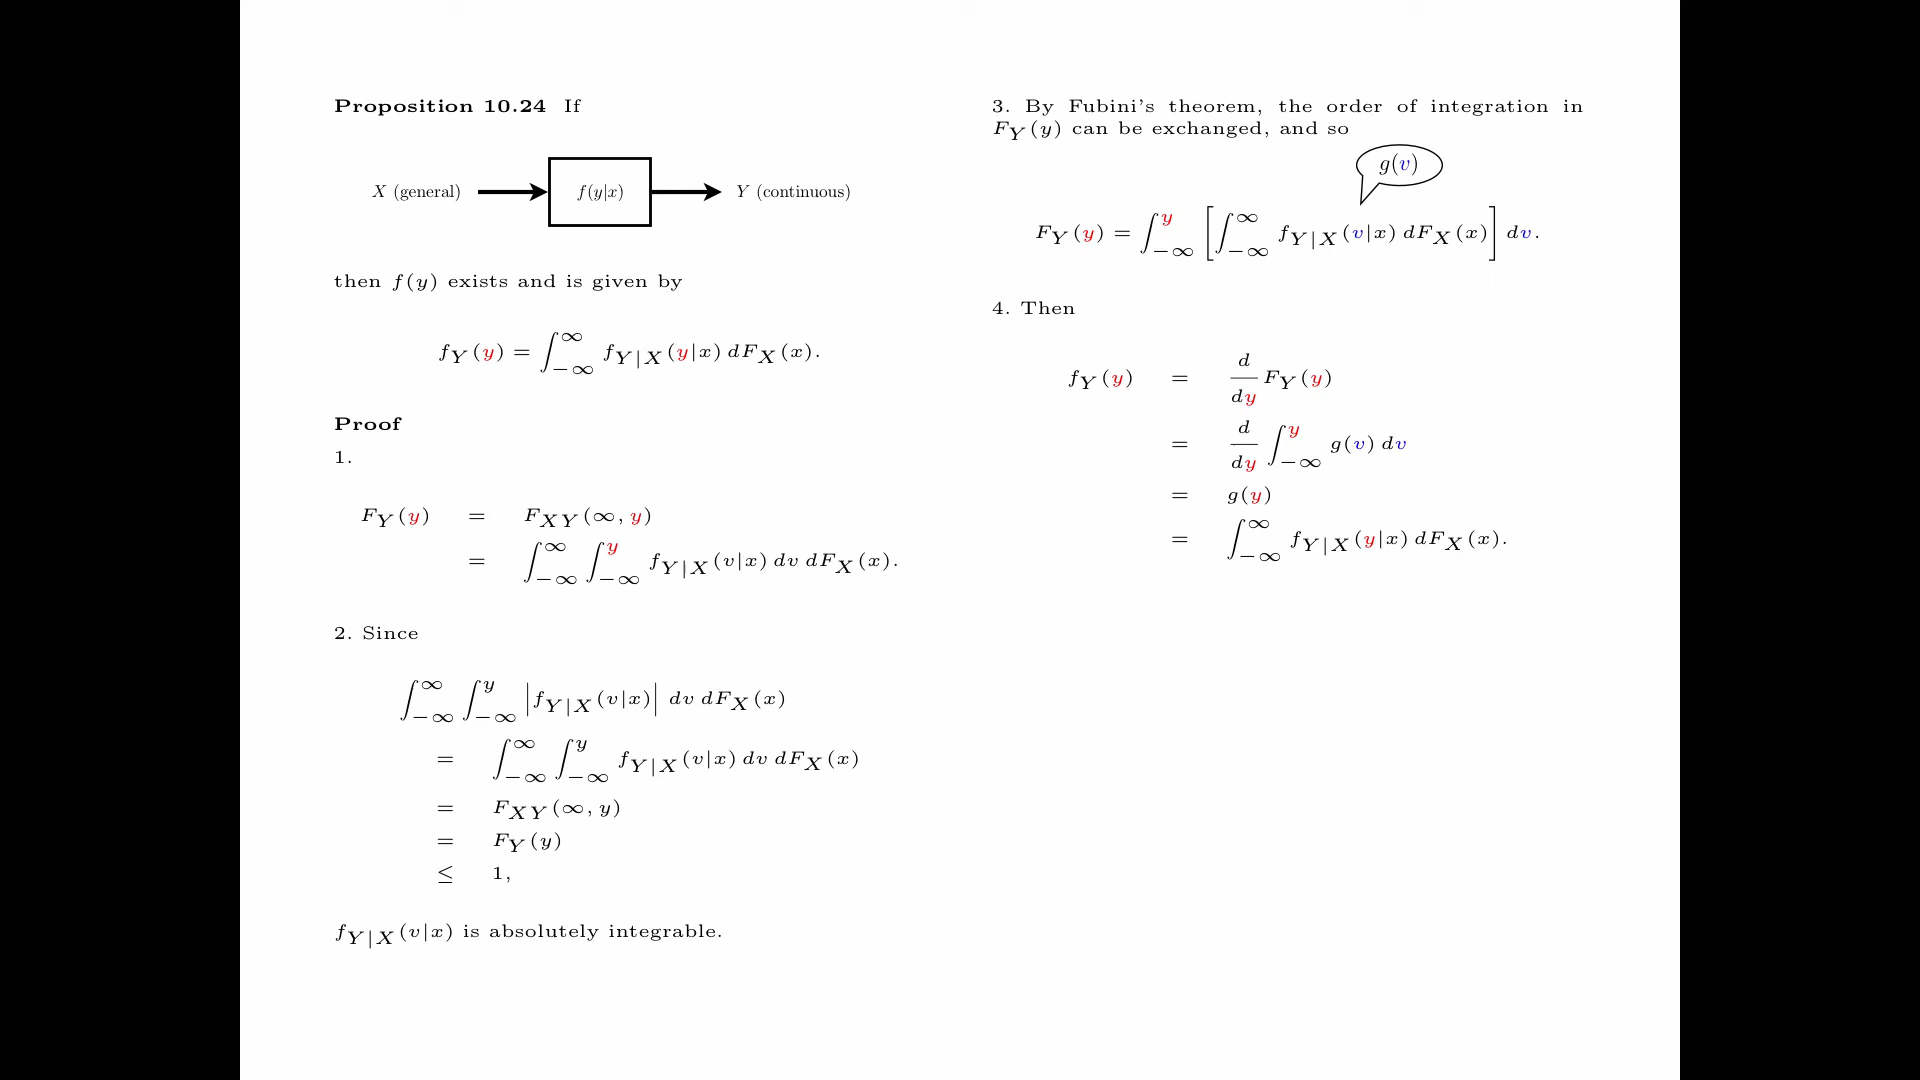 Proposition 10.24 If
X (general) f(y|x) Y (continuous)
then f(y) exists and is given by
f_Y(y) = ∫_{−∞}^{∞} f_{Y|X}(y|x) dF_X(x).
Proof
1.
F_Y(y) = F_{XY}(∞, y)
= ∫_{−∞}^{∞} ∫_{−∞}^{y} f_{Y|X}(v|x) dv dF_X(x).
2. Since
∫_{−∞}^{∞} ∫_{−∞}^{y} |f_{Y|X}(v|x)| dv dF_X(x)
= ∫_{−∞}^{∞} ∫_{−∞}^{y} f_{Y|X}(v|x) dv dF_X(x)
= F_{XY}(∞, y)
= F_Y(y)
≤ 1,
f_{Y|X}(v|x) is absolutely integrable.
3. By Fubini's theorem, the order of integration in
F_Y(y) can be exchanged, and so
g(v)
F_Y(y) = ∫_{−∞}^{y} [∫_{−∞}^{∞} f_{Y|X}(v|x) dF_X(x)] dv.
4. Then
f_Y(y) = d/dy F_Y(y)
= d/dy ∫_{−∞}^{y} g(v) dv
= g(y)
= ∫_{−∞}^{∞} f_{Y|X}(y|x) dF_X(x).